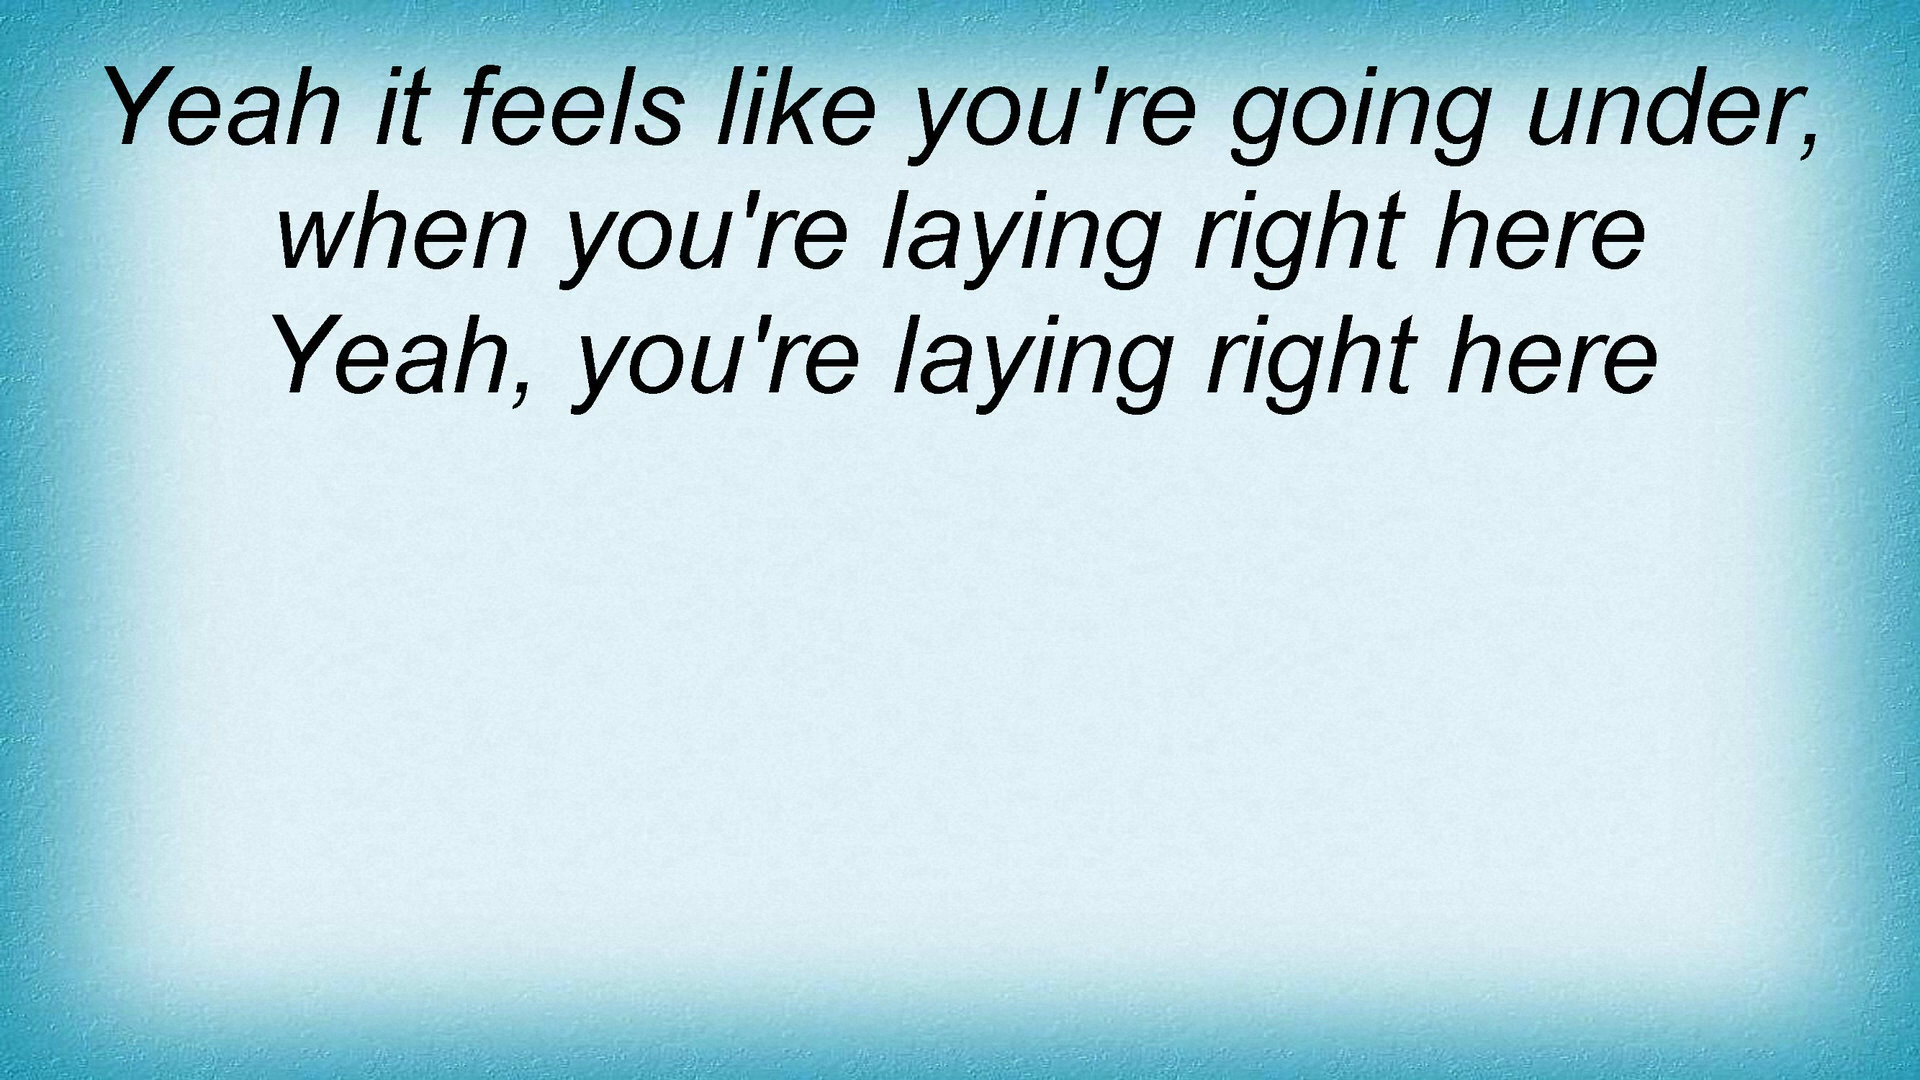 Yeah it feels like you're going under,
when you're laying right here
Yeah, you're laying right here